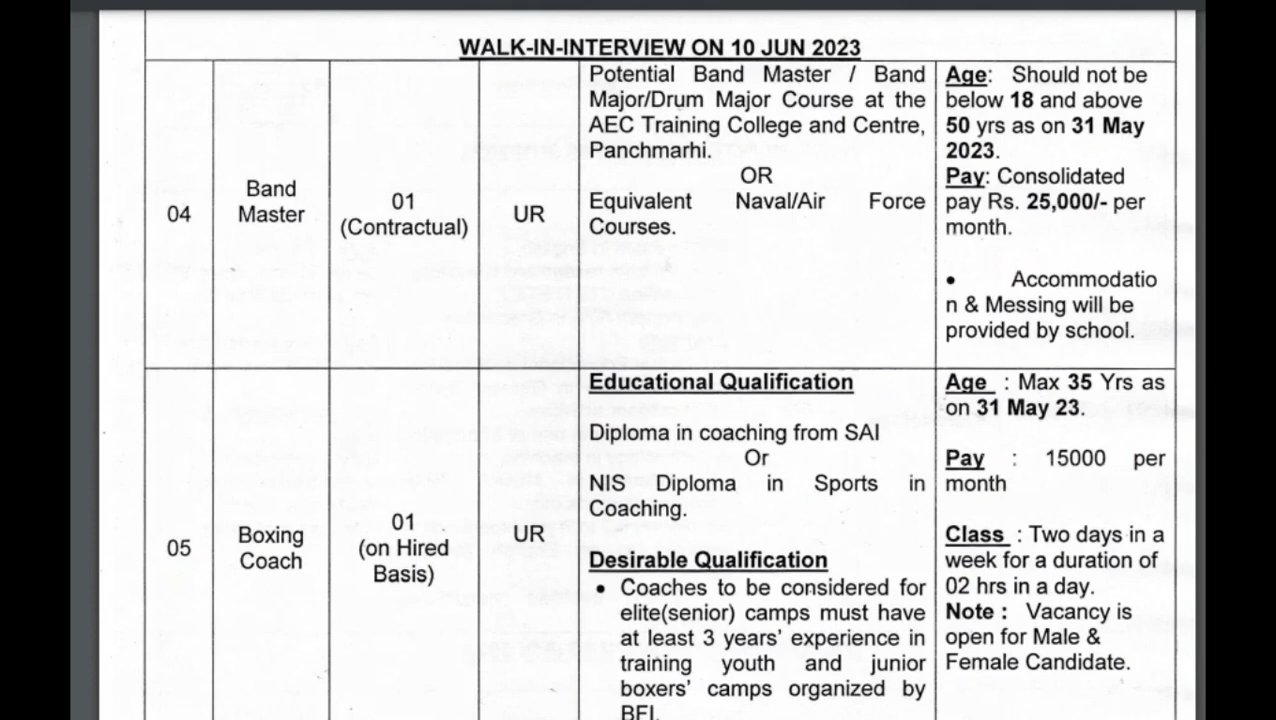 WALK-IN-INTERVIEW ON 10 JUN 2023
04
Band
Master
01
(Contractual)
UR
Potential Band Master / Band
Major/Drum Major Course at the
AEC Training College and Centre,
Panchmarhi.
OR
Equivalent Naval/Air Force
Courses.
Age: Should not be
below 18 and above
50 yrs as on 31 May
2023.
Pay: Consolidated
pay Rs. 25,000/- per
month.
• Accommodatio
n & Messing will be
provided by school.
05
Boxing
Coach
01
(on Hired
Basis)
UR
Educational Qualification
Diploma in coaching from SAI
Or
NIS Diploma in Sports in
Coaching.
Desirable Qualification
• Coaches to be considered for
elite(senior) camps must have
at least 3 years' experience in
training youth and junior
boxers' camps organized by
BFI.
Age : Max 35 Yrs as
on 31 May 23.
Pay : 15000 per
month
Class : Two days in a
week for a duration of
02 hrs in a day.
Note : Vacancy is
open for Male &
Female Candidate.